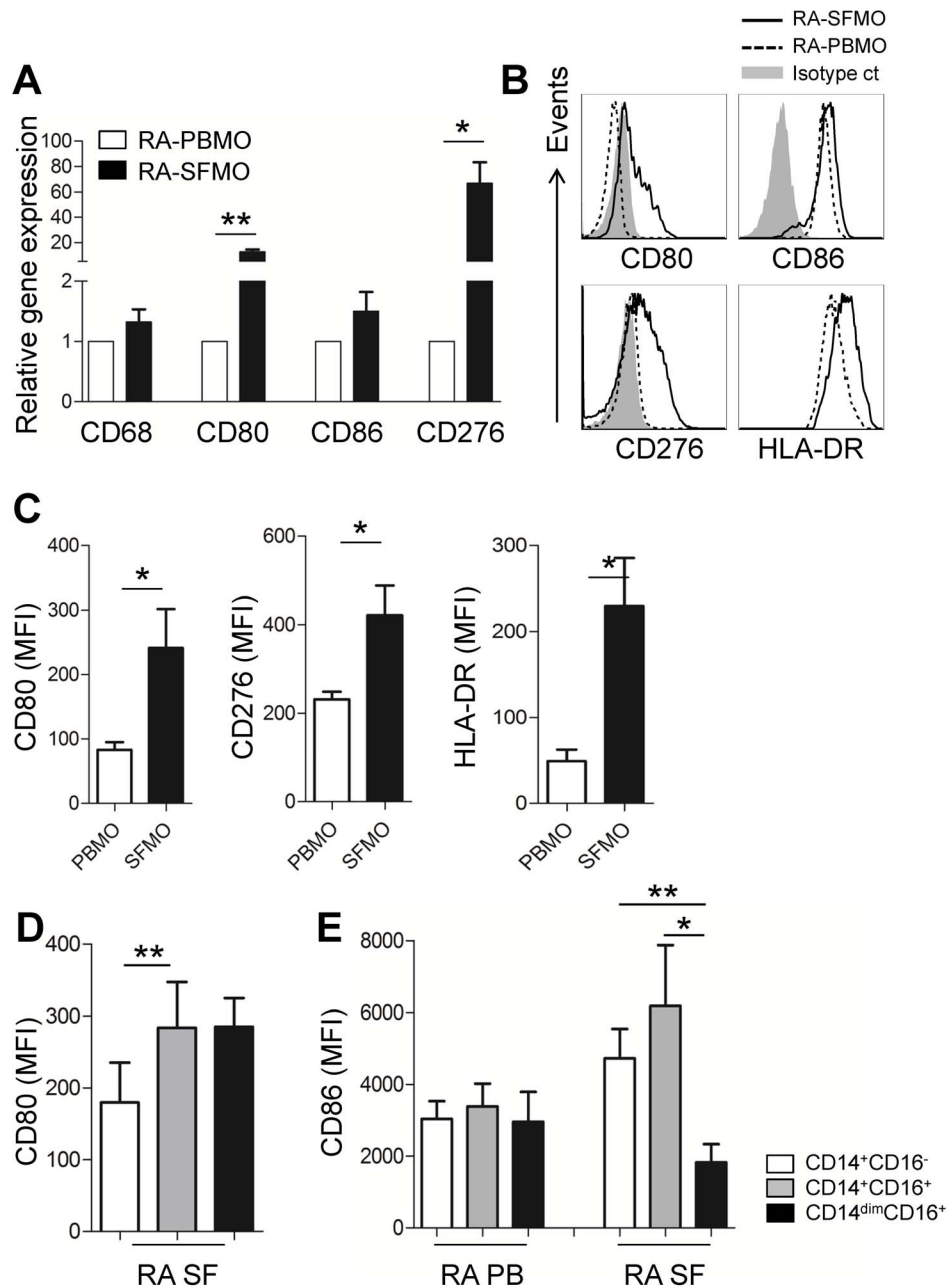 A
Relative gene expression
100
80
60
40
20
2
1
0
RA-PBMO
RA-SFMO
**
*
CD68 CD80 CD86 CD276
B
RA-SFMO
RA-PBMO
Isotype ct
Events
CD80 CD86
CD276 HLA-DR
C
CD80 (MFI)
400
300
200
100
0
*
PBMO SFMO
CD276 (MFI)
600
400
200
0
*
PBMO SFMO
HLA-DR (MFI)
300
200
100
0
*
PBMO SFMO
D
CD80 (MFI)
400
300
200
100
0
**
RA SF
E
CD86 (MFI)
8000
6000
4000
2000
0
**
*
RA PB RA SF
CD14⁺CD16⁻
CD14⁺CD16⁺
CD14ᵈⁱᵐCD16⁺